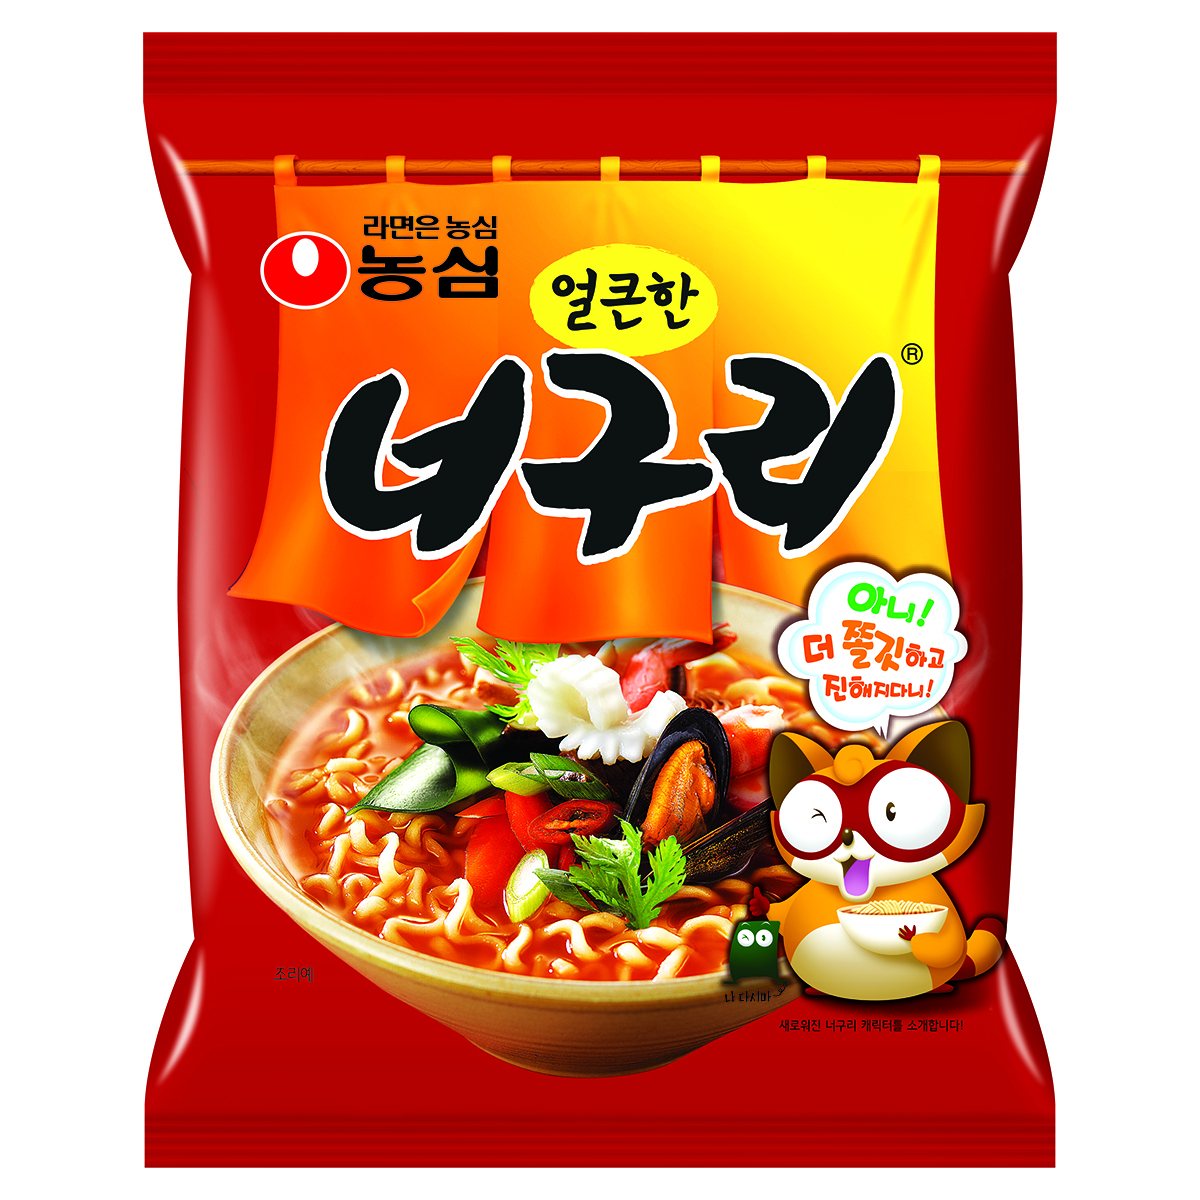 라면은 농심
농심
얼큰한
너구리®
아니!
더 쫄깃하고
진해지다니!
조리예
나 다시마
새로워진 너구리 캐릭터를 소개합니다!